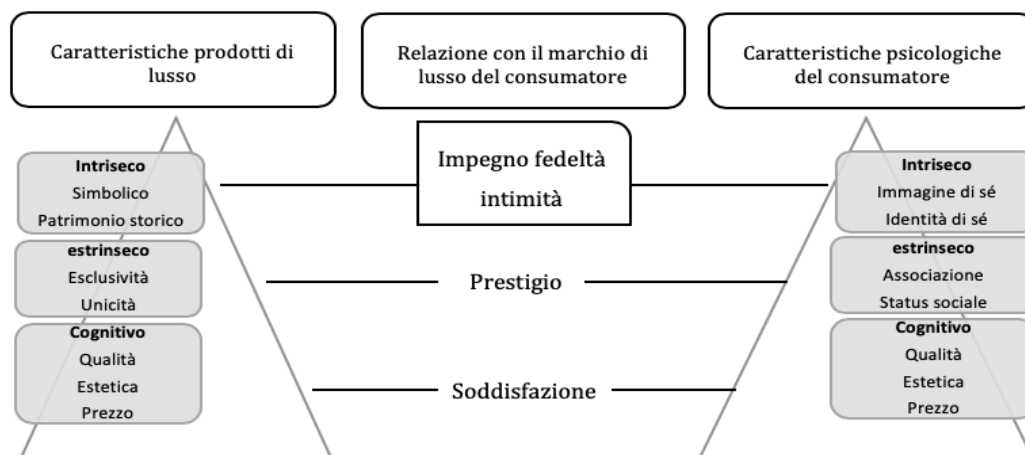 Caratteristiche prodotti di
lusso
Relazione con il marchio di
lusso del consumatore
Caratteristiche psicologiche
del consumatore
Intriseco
Simbolico
Patrimonio storico
estrinseco
Esclusività
Unicità
Cognitivo
Qualità
Estetica
Prezzo
Impegno fedeltà
intimità
Prestigio
Soddisfazione
Intriseco
Immagine di sé
Identità di sé
estrinseco
Associazione
Status sociale
Cognitivo
Qualità
Estetica
Prezzo